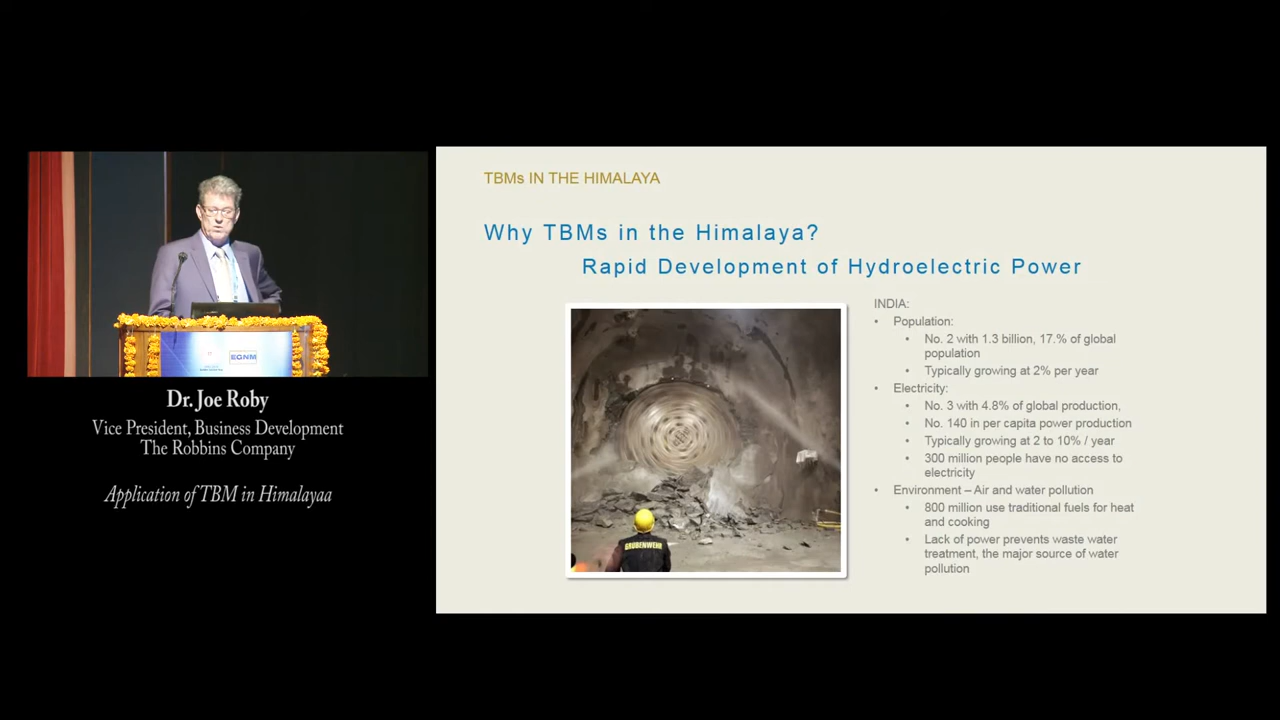 TBMs IN THE HIMALAYA
Why TBMs in the Himalaya?
Rapid Development of Hydroelectric Power
INDIA:
• Population:
• No. 2 with 1.3 billion, 17.% of global
population
• Typically growing at 2% per year
• Electricity:
• No. 3 with 4.8% of global production,
• No. 140 in per capita power production
• Typically growing at 2 to 10% / year
• 300 million people have no access to
electricity
• Environment – Air and water pollution
• 800 million use traditional fuels for heat
and cooking
• Lack of power prevents waste water
treatment, the major source of water
pollution
GRUBENWEHR
EGNM
Dr. Joe Roby
Vice President, Business Development
The Robbins Company
Application of TBM in Himalayaa